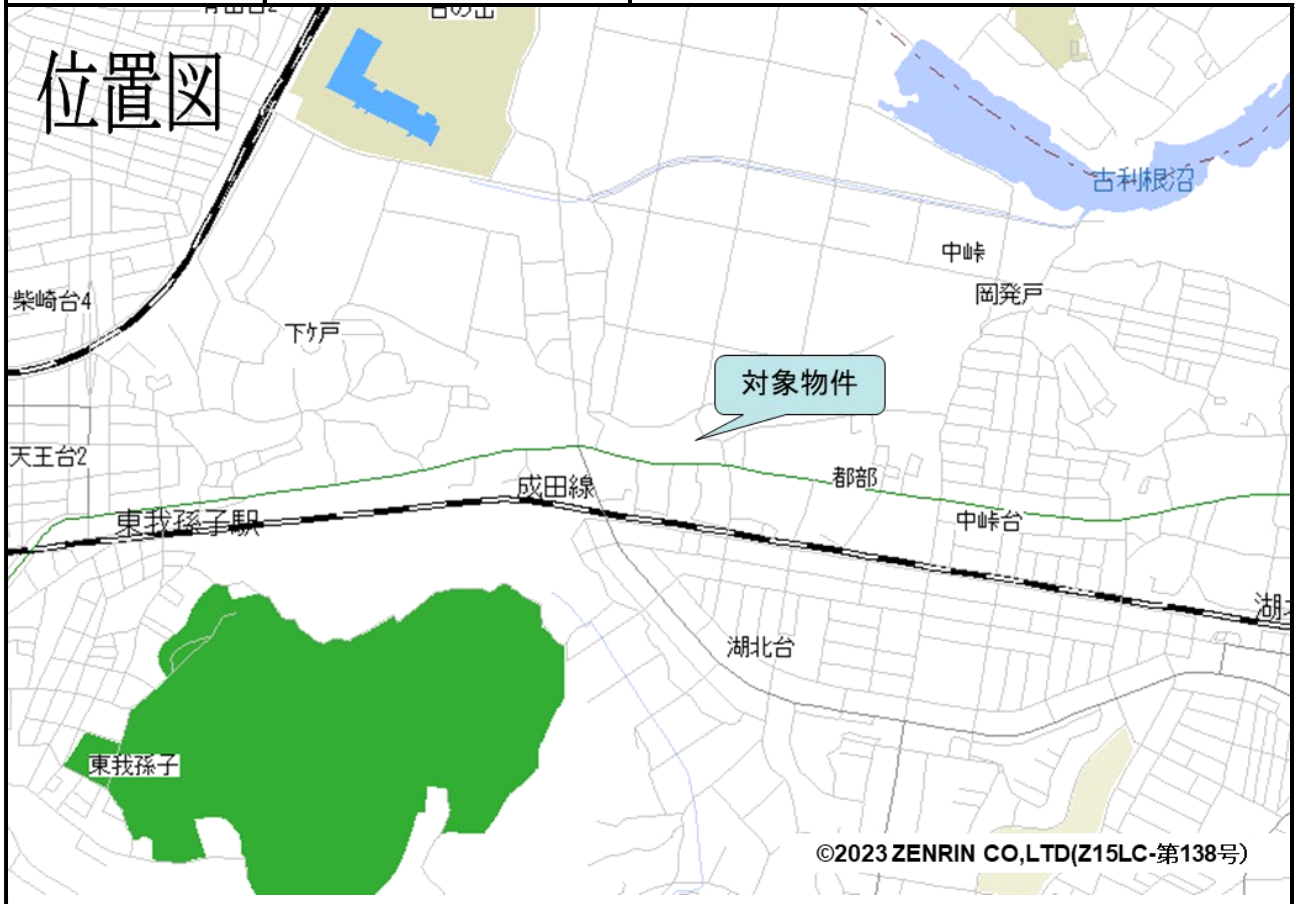 位置図
古利根沼
中峠
岡発戸
柴崎台4
下ケ戸
対象物件
天王台2
都部
成田線
東我孫子駅
中峠台
湖北台
東我孫子
©2023 ZENRIN CO,LTD(Z15LC-第138号)